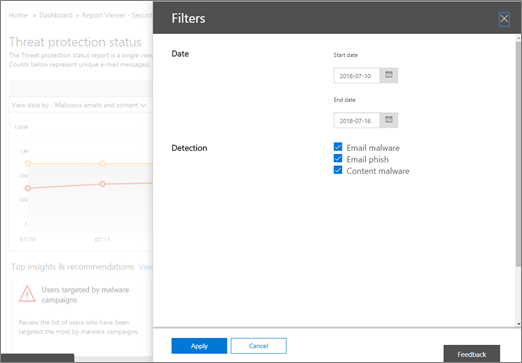 Home > Dashboard > Report Viewer - Securit
Threat protection status
The Threat protection status report is a single view
Counts below represent unique e-mail messages)
View data by Malicious emails and content
100M
1M
10k
100
1
07/10
07/11
Top insights & recommendations View
Users targeted by malware
campaigns
Review the list of users who have been
targeted the most by malware campaigns.
Filters
Date
Start date
2018-07-10
End date
2018-07-16
Detection
Email malware
Email phish
Content malware
Apply
Cancel
Feedback